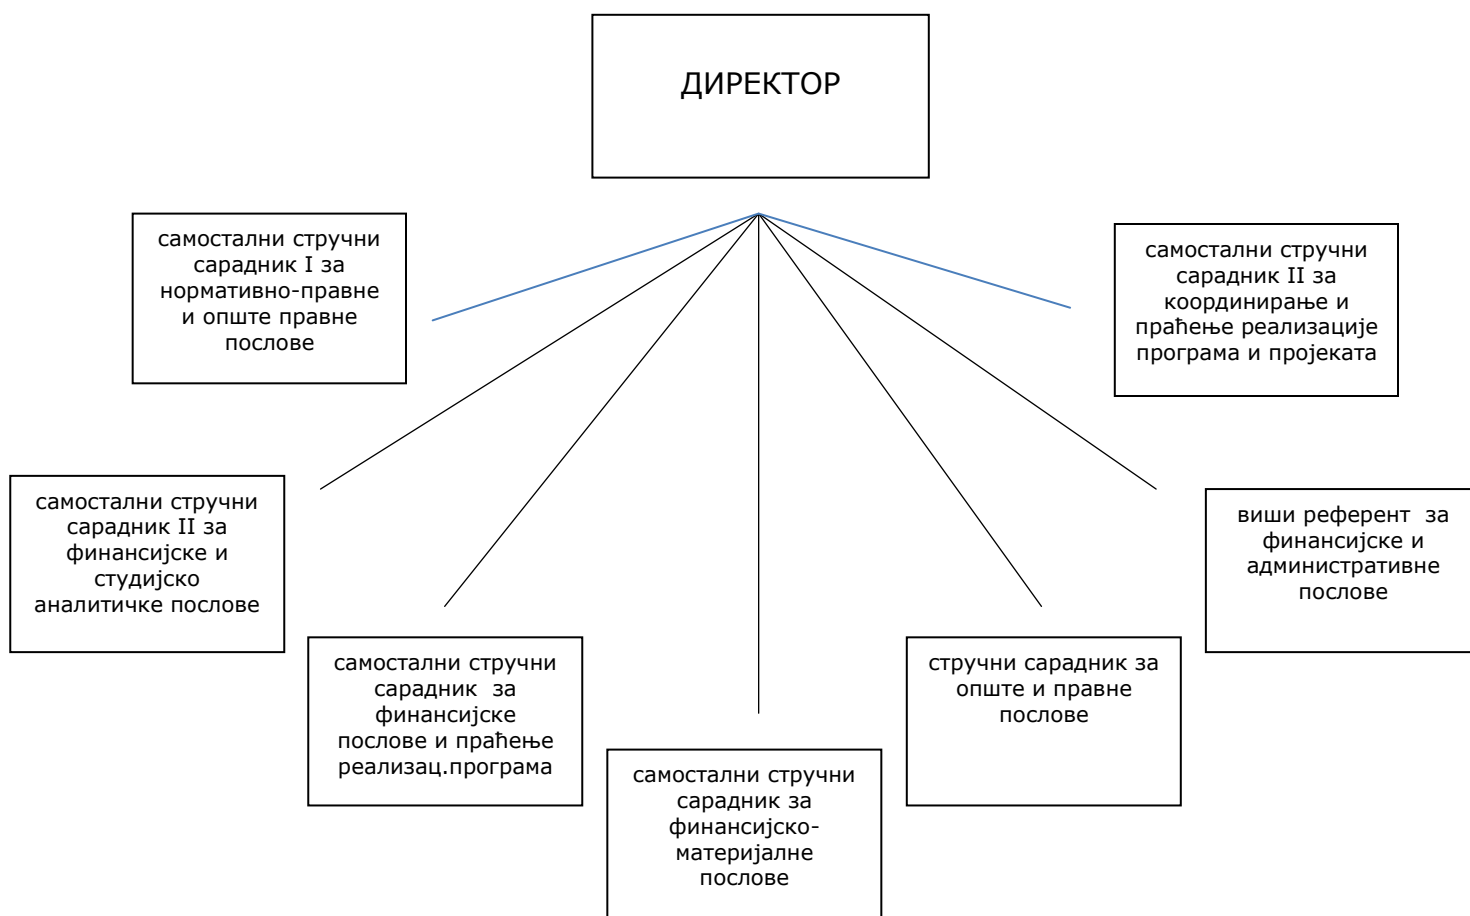 ДИРЕКТОР
самостални стручни
сарадник I за
нормативно-правне
и опште правне
послове
самостални стручни
сарадник II за
координирање и
праћење реализације
програма и пројеката
самостални стручни
сарадник II за
финансијске и
студијско
аналитичке послове
виши референт за
финансијске и
административне
послове
самостални стручни
сарадник за
финансијске
послове и праћење
реализац.програма
стручни сарадник за
опште и правне
послове
самостални стручни
сарадник за
финансијско-
материјалне
послове